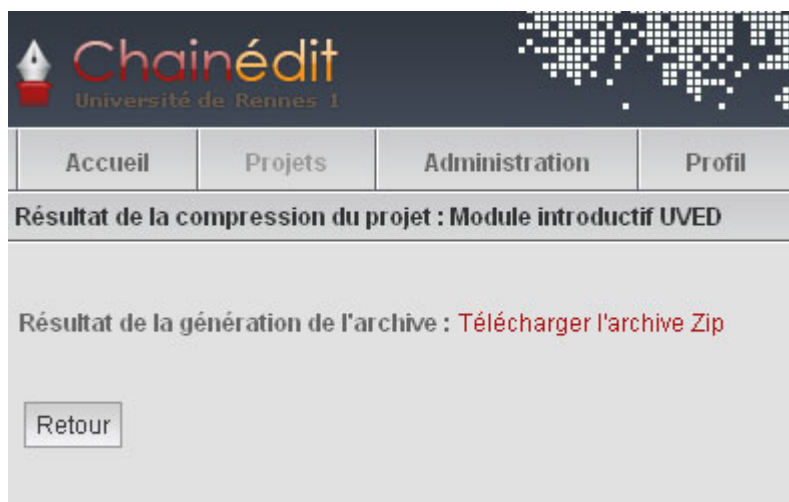 Chainédit
Université de Rennes 1
Accueil Projets Administration Profil
Résultat de la compression du projet : Module introductif UVED
Résultat de la génération de l'archive : Télécharger l'archive Zip
Retour